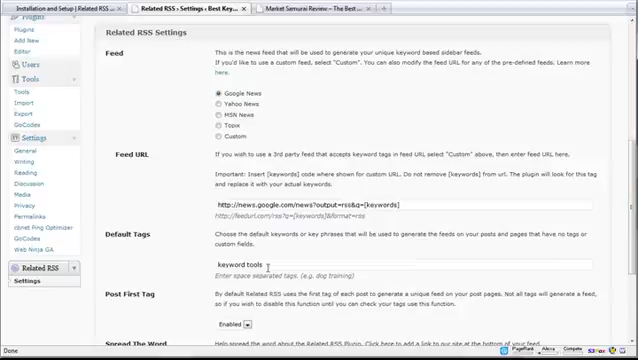 Installation and Setup | Related RSS ...
Related RSS › Settings ‹ Best Key...
Market Samurai Review – The Best ...
Plugins
Plugins
Add New
Editor
Users
Tools
Tools
Import
Export
GoCodes
Settings
General
Writing
Reading
Discussion
Media
Privacy
Permalinks
cbnet Ping Optimizer
GoCodes
Web Ninja GA
Related RSS
Settings
Related RSS Settings
Feed
This is the news feed that will be used to generate your unique keyword based sidebar feeds.
If you'd like to use a custom feed, select "Custom". You can also modify the feed URL for any of the pre-defined feeds. Learn more
here.
Google News
Yahoo News
MSN News
Topix
Custom
Feed URL
If you wish to use a 3rd party feed that accepts keyword tags in feed URL select "Custom" above, then enter feed URL here.
Important: Insert [keywords] code where shown for custom URL. Do not remove [keywords] from url. The plugin will look for this tag
and replace it with your actual keywords.
http://news.google.com/news?output=rss&q=[keywords]
http://feedurl.com/rss?q=[keywords]&format=rss
Default Tags
Choose the default keywords or key phrases that will be used to generate the feeds on your posts and pages that have no tags or
custom fields.
keyword tools
Enter space separated tags. (e.g. dog training)
Post First Tag
By default Related RSS uses the first tag of each post to generate a unique feed on your post pages. Not all tags will generate a feed,
so if you wish to disable this function until you can check your tags use this function.
Enabled
Spread The Word
Help spread the word about the Related RSS Plugin. Click here to add a link at the bottom of your feed.
Done
PageRank
Alexa
Compete
S3Fox